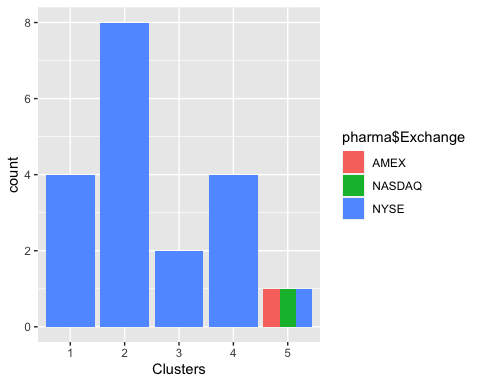 8
6
4
2
0
count
1 2 3 4 5
Clusters
pharma$Exchange
AMEX
NASDAQ
NYSE